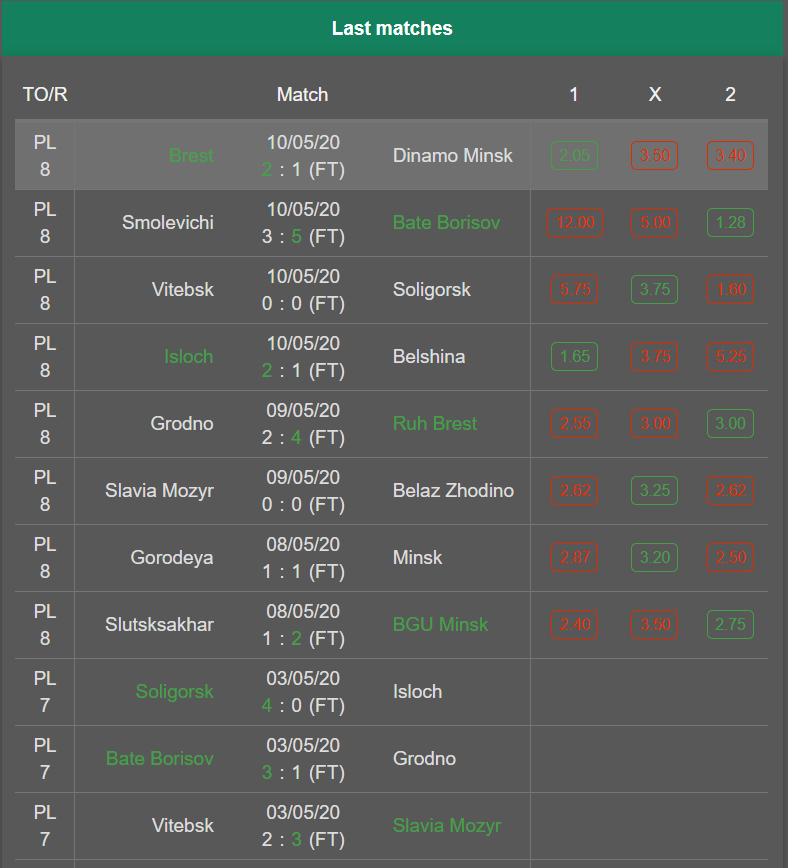 Last matches
TO/R Match 1 X 2
PL 10/05/20
8 Brest 2 : 1 (FT) Dinamo Minsk 2.05 3.50 3.40
PL 10/05/20
8 Smolevichi 3 : 5 (FT) Bate Borisov 12.00 5.00 1.28
PL 10/05/20
8 Vitebsk 0 : 0 (FT) Soligorsk 5.75 3.75 1.60
PL 10/05/20
8 Isloch 2 : 1 (FT) Belshina 1.65 3.75 5.25
PL 09/05/20
8 Grodno 2 : 4 (FT) Ruh Brest 2.55 3.00 3.00
PL 09/05/20
8 Slavia Mozyr 0 : 0 (FT) Belaz Zhodino 2.62 3.25 2.62
PL 08/05/20
8 Gorodeya 1 : 1 (FT) Minsk 2.87 3.20 2.50
PL 08/05/20
8 Slutsksakhar 1 : 2 (FT) BGU Minsk 2.40 3.50 2.75
PL 03/05/20
7 Soligorsk 4 : 0 (FT) Isloch
PL 03/05/20
7 Bate Borisov 3 : 1 (FT) Grodno
PL 03/05/20
7 Vitebsk 2 : 3 (FT) Slavia Mozyr